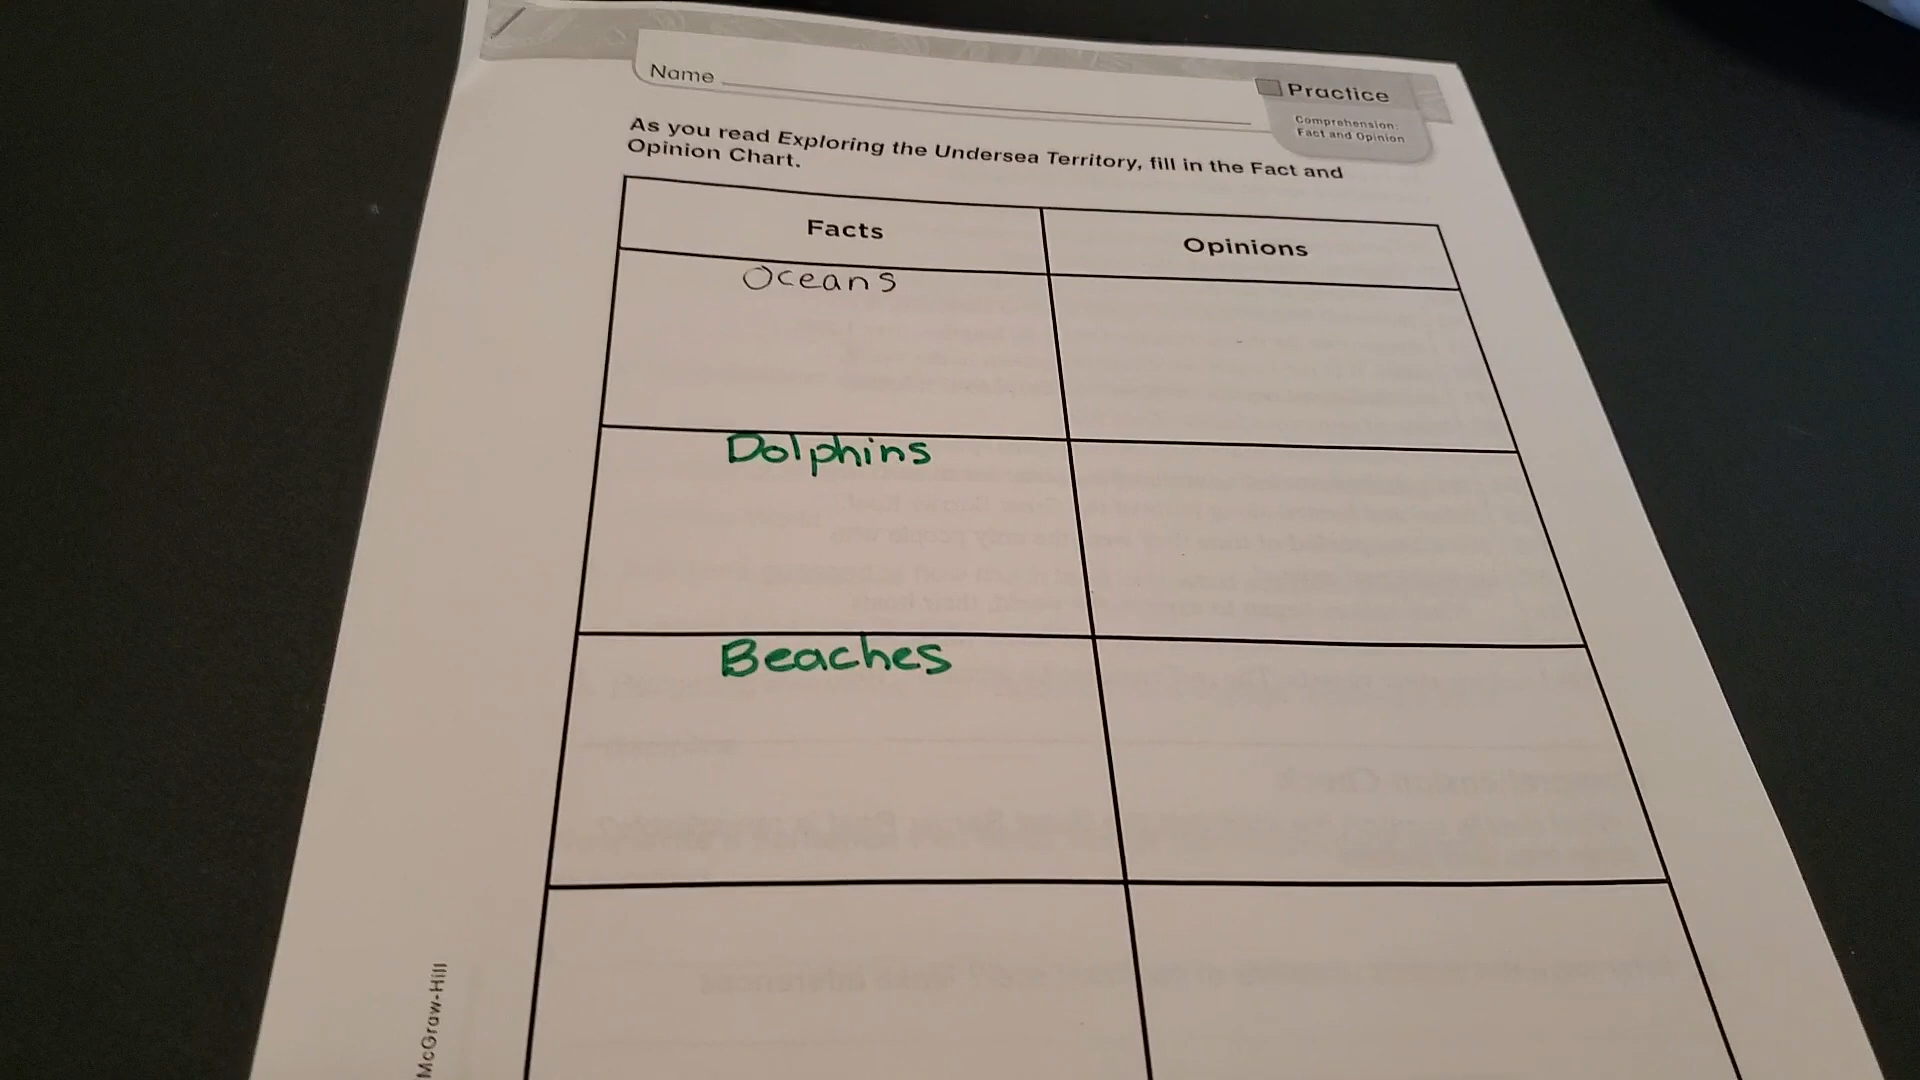 Name
Practice
Comprehension:
Fact and Opinion
As you read Exploring the Undersea Territory, fill in the Fact and
Opinion Chart.
Facts
Opinions
Oceans
Dolphins
Beaches
McGraw-Hill